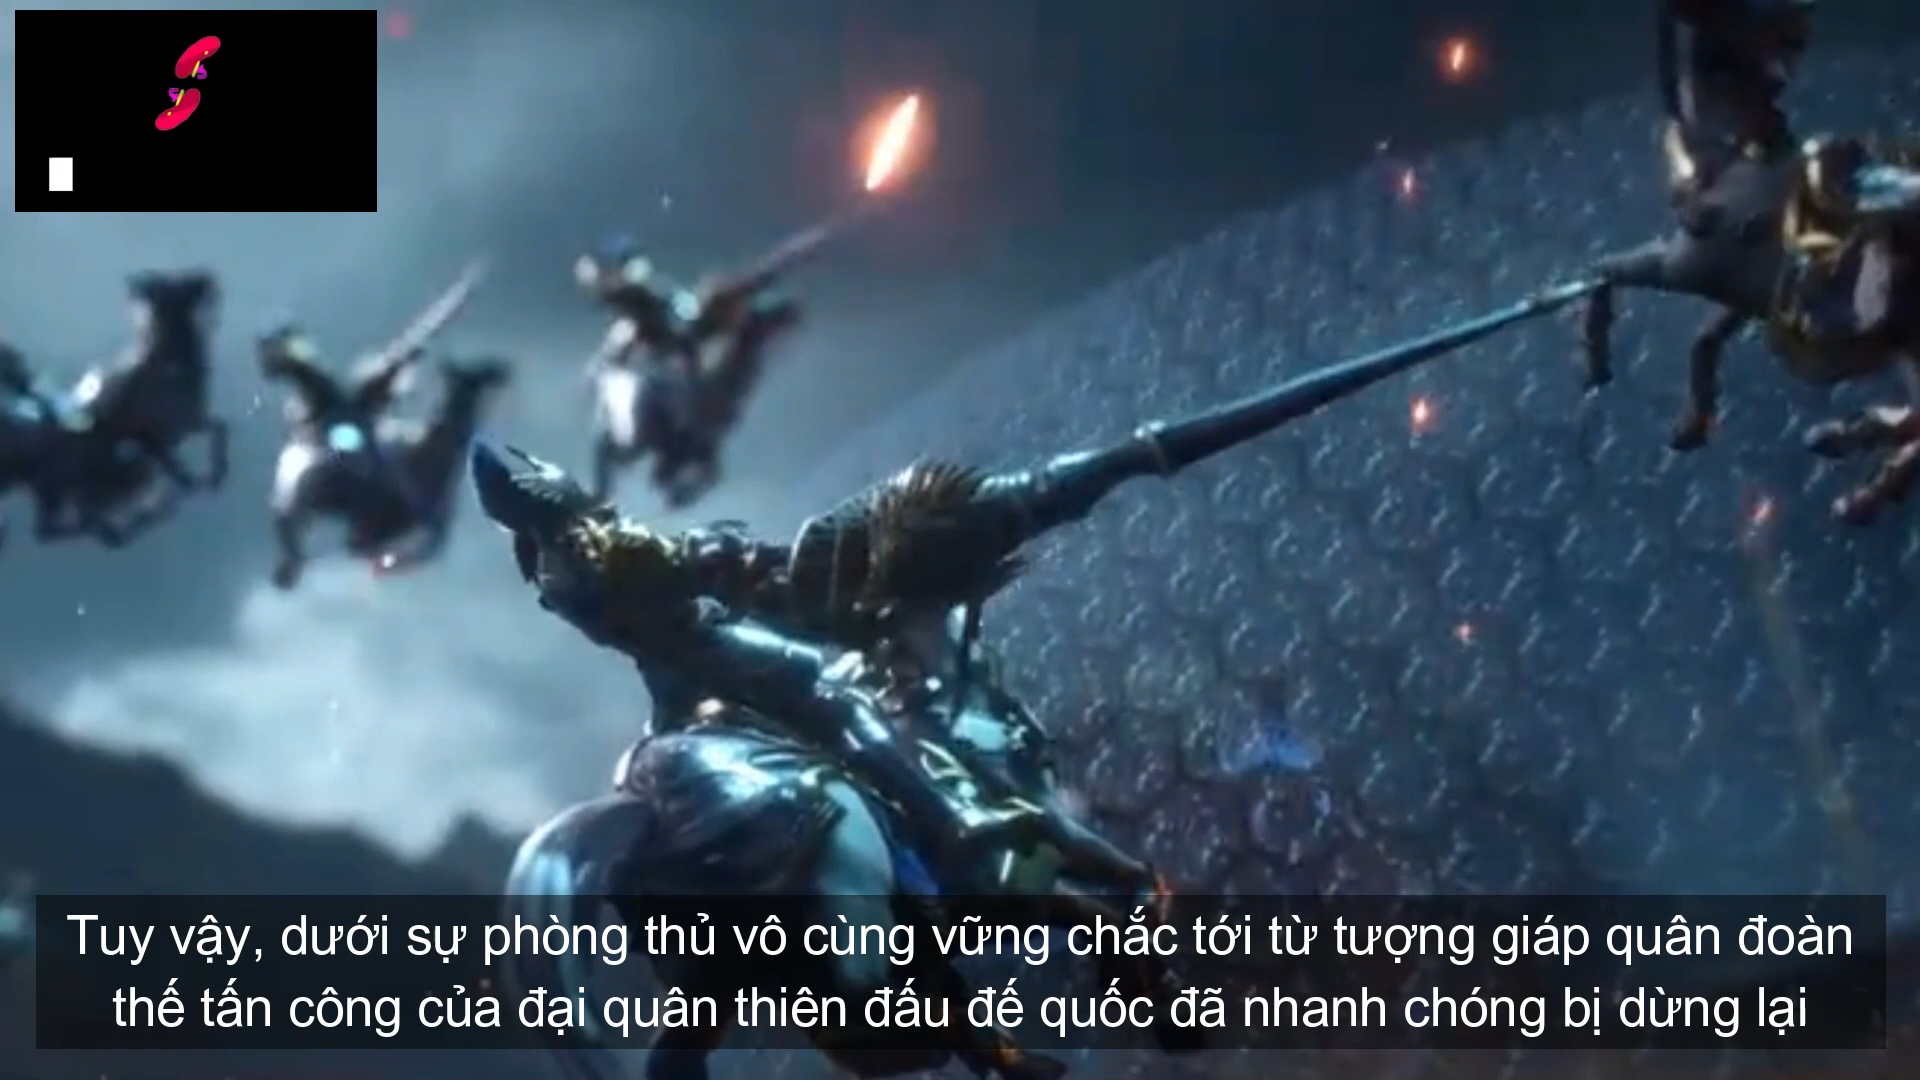 Tuy vậy, dưới sự phòng thủ vô cùng vững chắc tới từ tượng giáp quân đoàn
thế tấn công của đại quân thiên đấu đế quốc đã nhanh chóng bị dừng lại